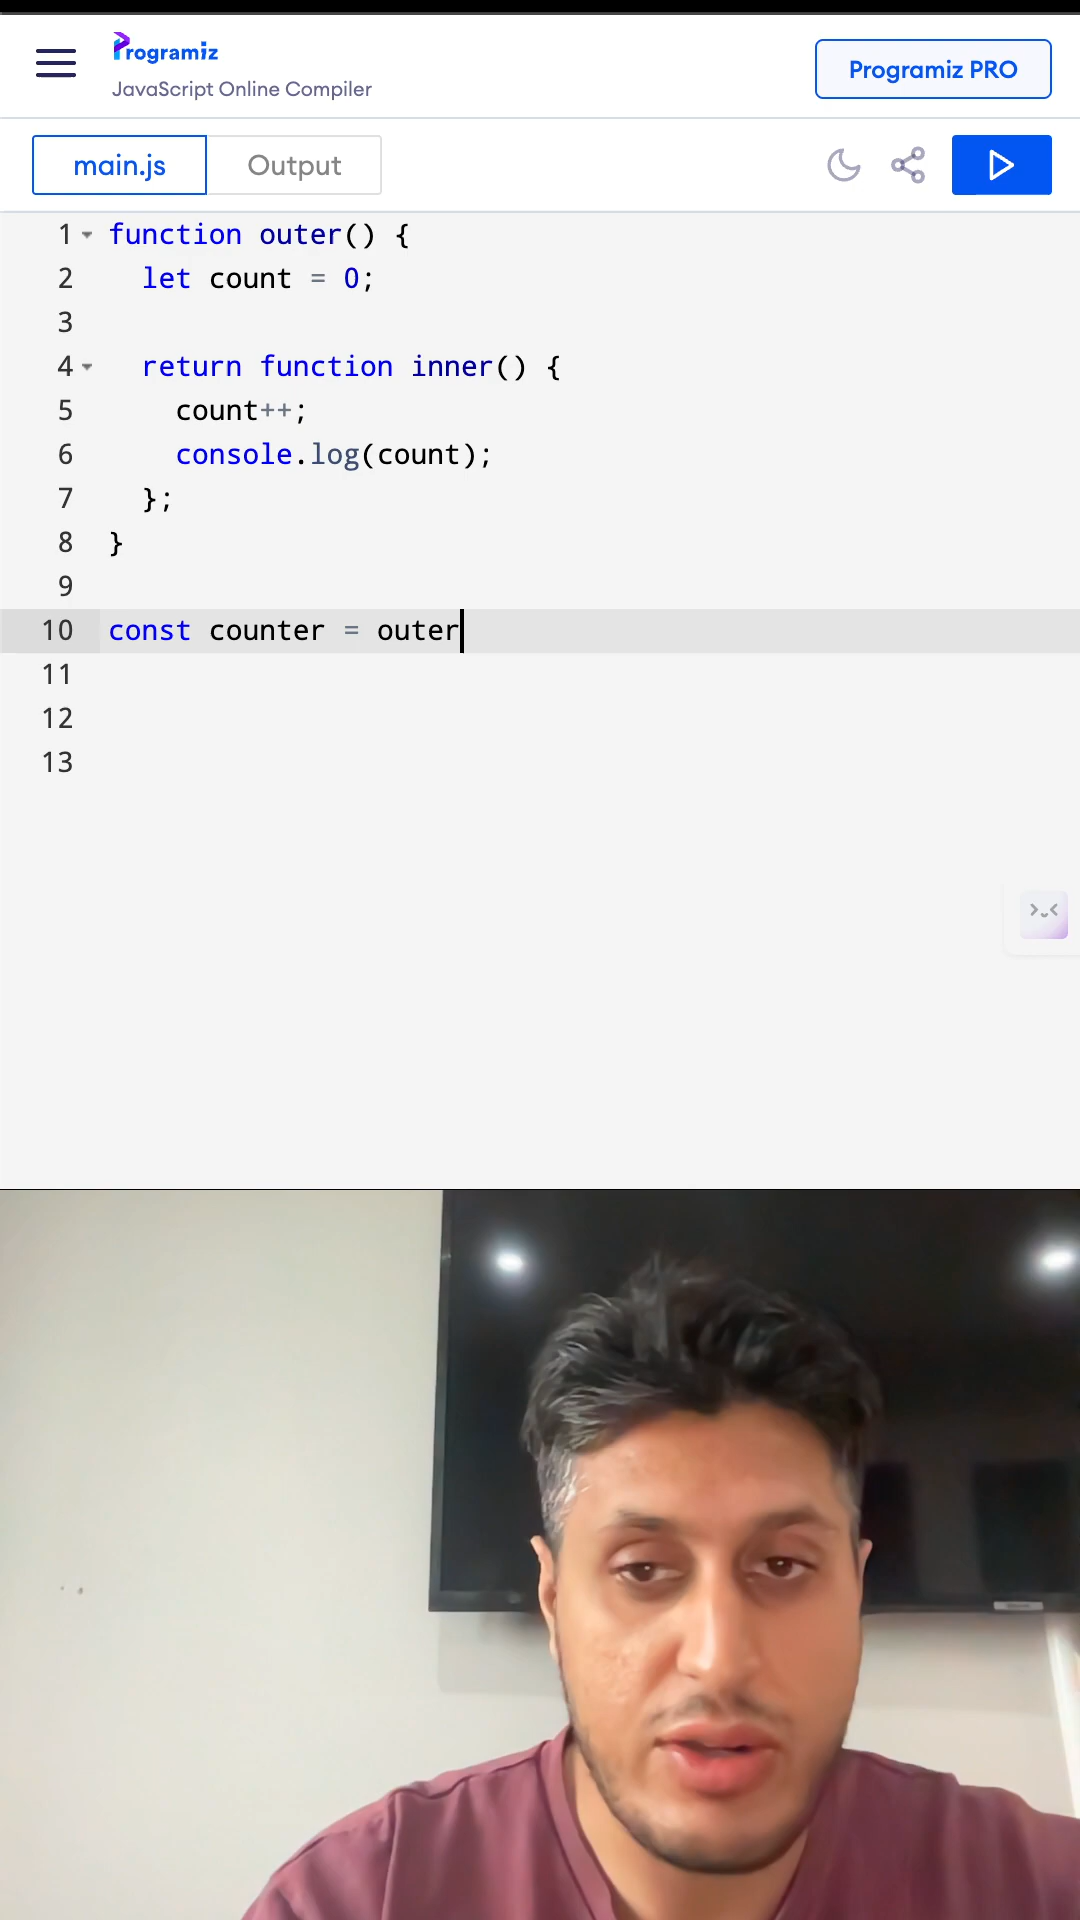 Programiz
JavaScript Online Compiler
Programiz PRO
main.js
Output
1 function outer() {
2   let count = 0;
3
4   return function inner() {
5     count++;
6     console.log(count);
7   };
8 }
9
10 const counter = outer
11
12
13